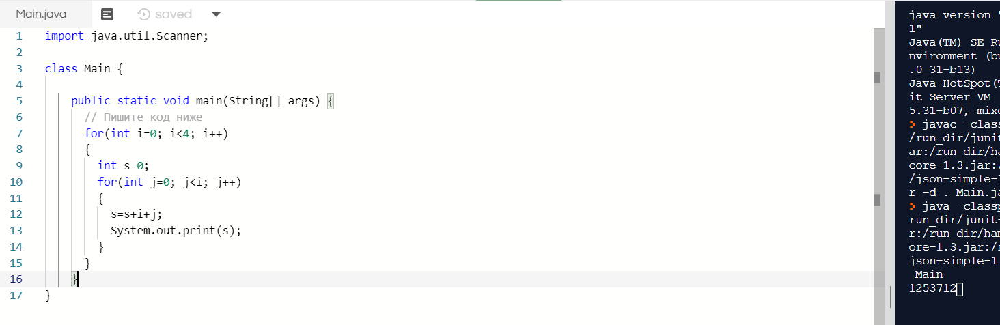 Main.java saved
1 import java.util.Scanner;
2
3 class Main {
4
5 public static void main(String[] args) {
6 // Пишите код ниже
7 for(int i=0; i<4; i++)
8 {
9 int s=0;
10 for(int j=0; j<i; j++)
11 {
12 s=s+i+j;
13 System.out.print(s);
14 }
15 }
16 }
17 }
java version "
1"
Java(TM) SE Ru
nvironment (bu
.0_31-b13)
Java HotSpot(T
it Server VM
5.31-b07, mixe
> javac -class
/run_dir/junit
ar:/run_dir/ha
core-1.3.jar:/
/json-simple-1
r -d . Main.ja
> java -classp
run_dir/junit-
r:/run_dir/ham
ore-1.3.jar:/r
json-simple-1
Main
1253712